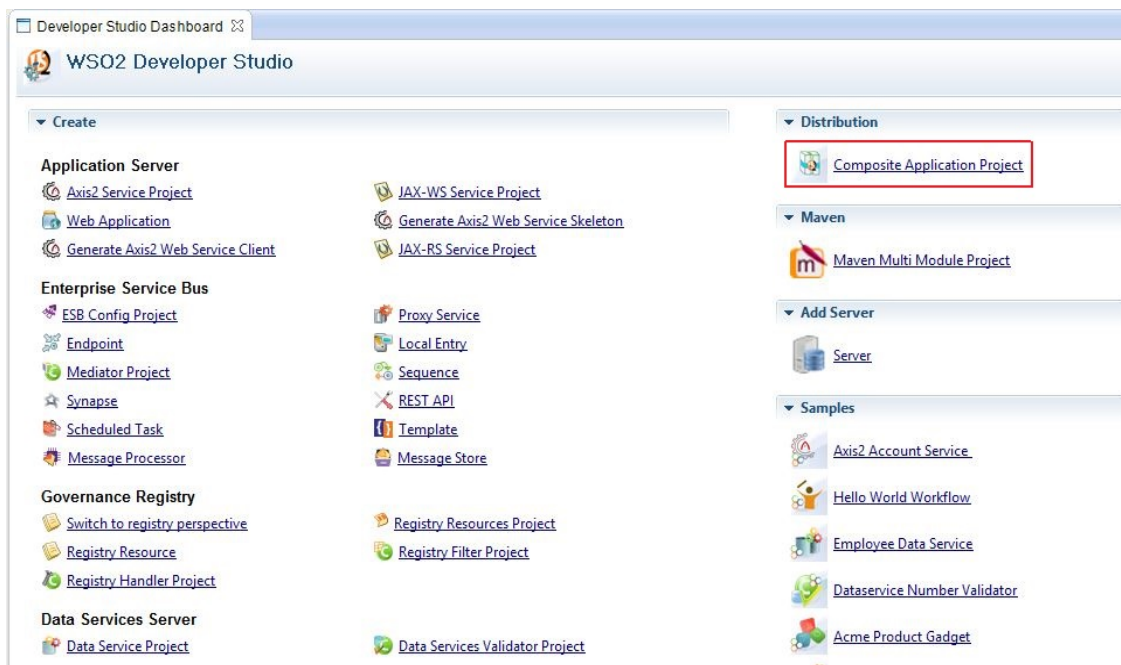 Developer Studio Dashboard
WSO2 Developer Studio
Create
Application Server
Axis2 Service Project
JAX-WS Service Project
Web Application
Generate Axis2 Web Service Skeleton
Generate Axis2 Web Service Client
JAX-RS Service Project
Enterprise Service Bus
ESB Config Project
Proxy Service
Endpoint
Local Entry
Mediator Project
Sequence
Synapse
REST API
Scheduled Task
Template
Message Processor
Message Store
Governance Registry
Switch to registry perspective
Registry Resources Project
Registry Resource
Registry Filter Project
Registry Handler Project
Data Services Server
Data Service Project
Data Services Validator Project
Distribution
Composite Application Project
Maven
m
Maven Multi Module Project
Add Server
Server
Samples
Axis2 Account Service
Hello World Workflow
Employee Data Service
Dataservice Number Validator
Acme Product Gadget